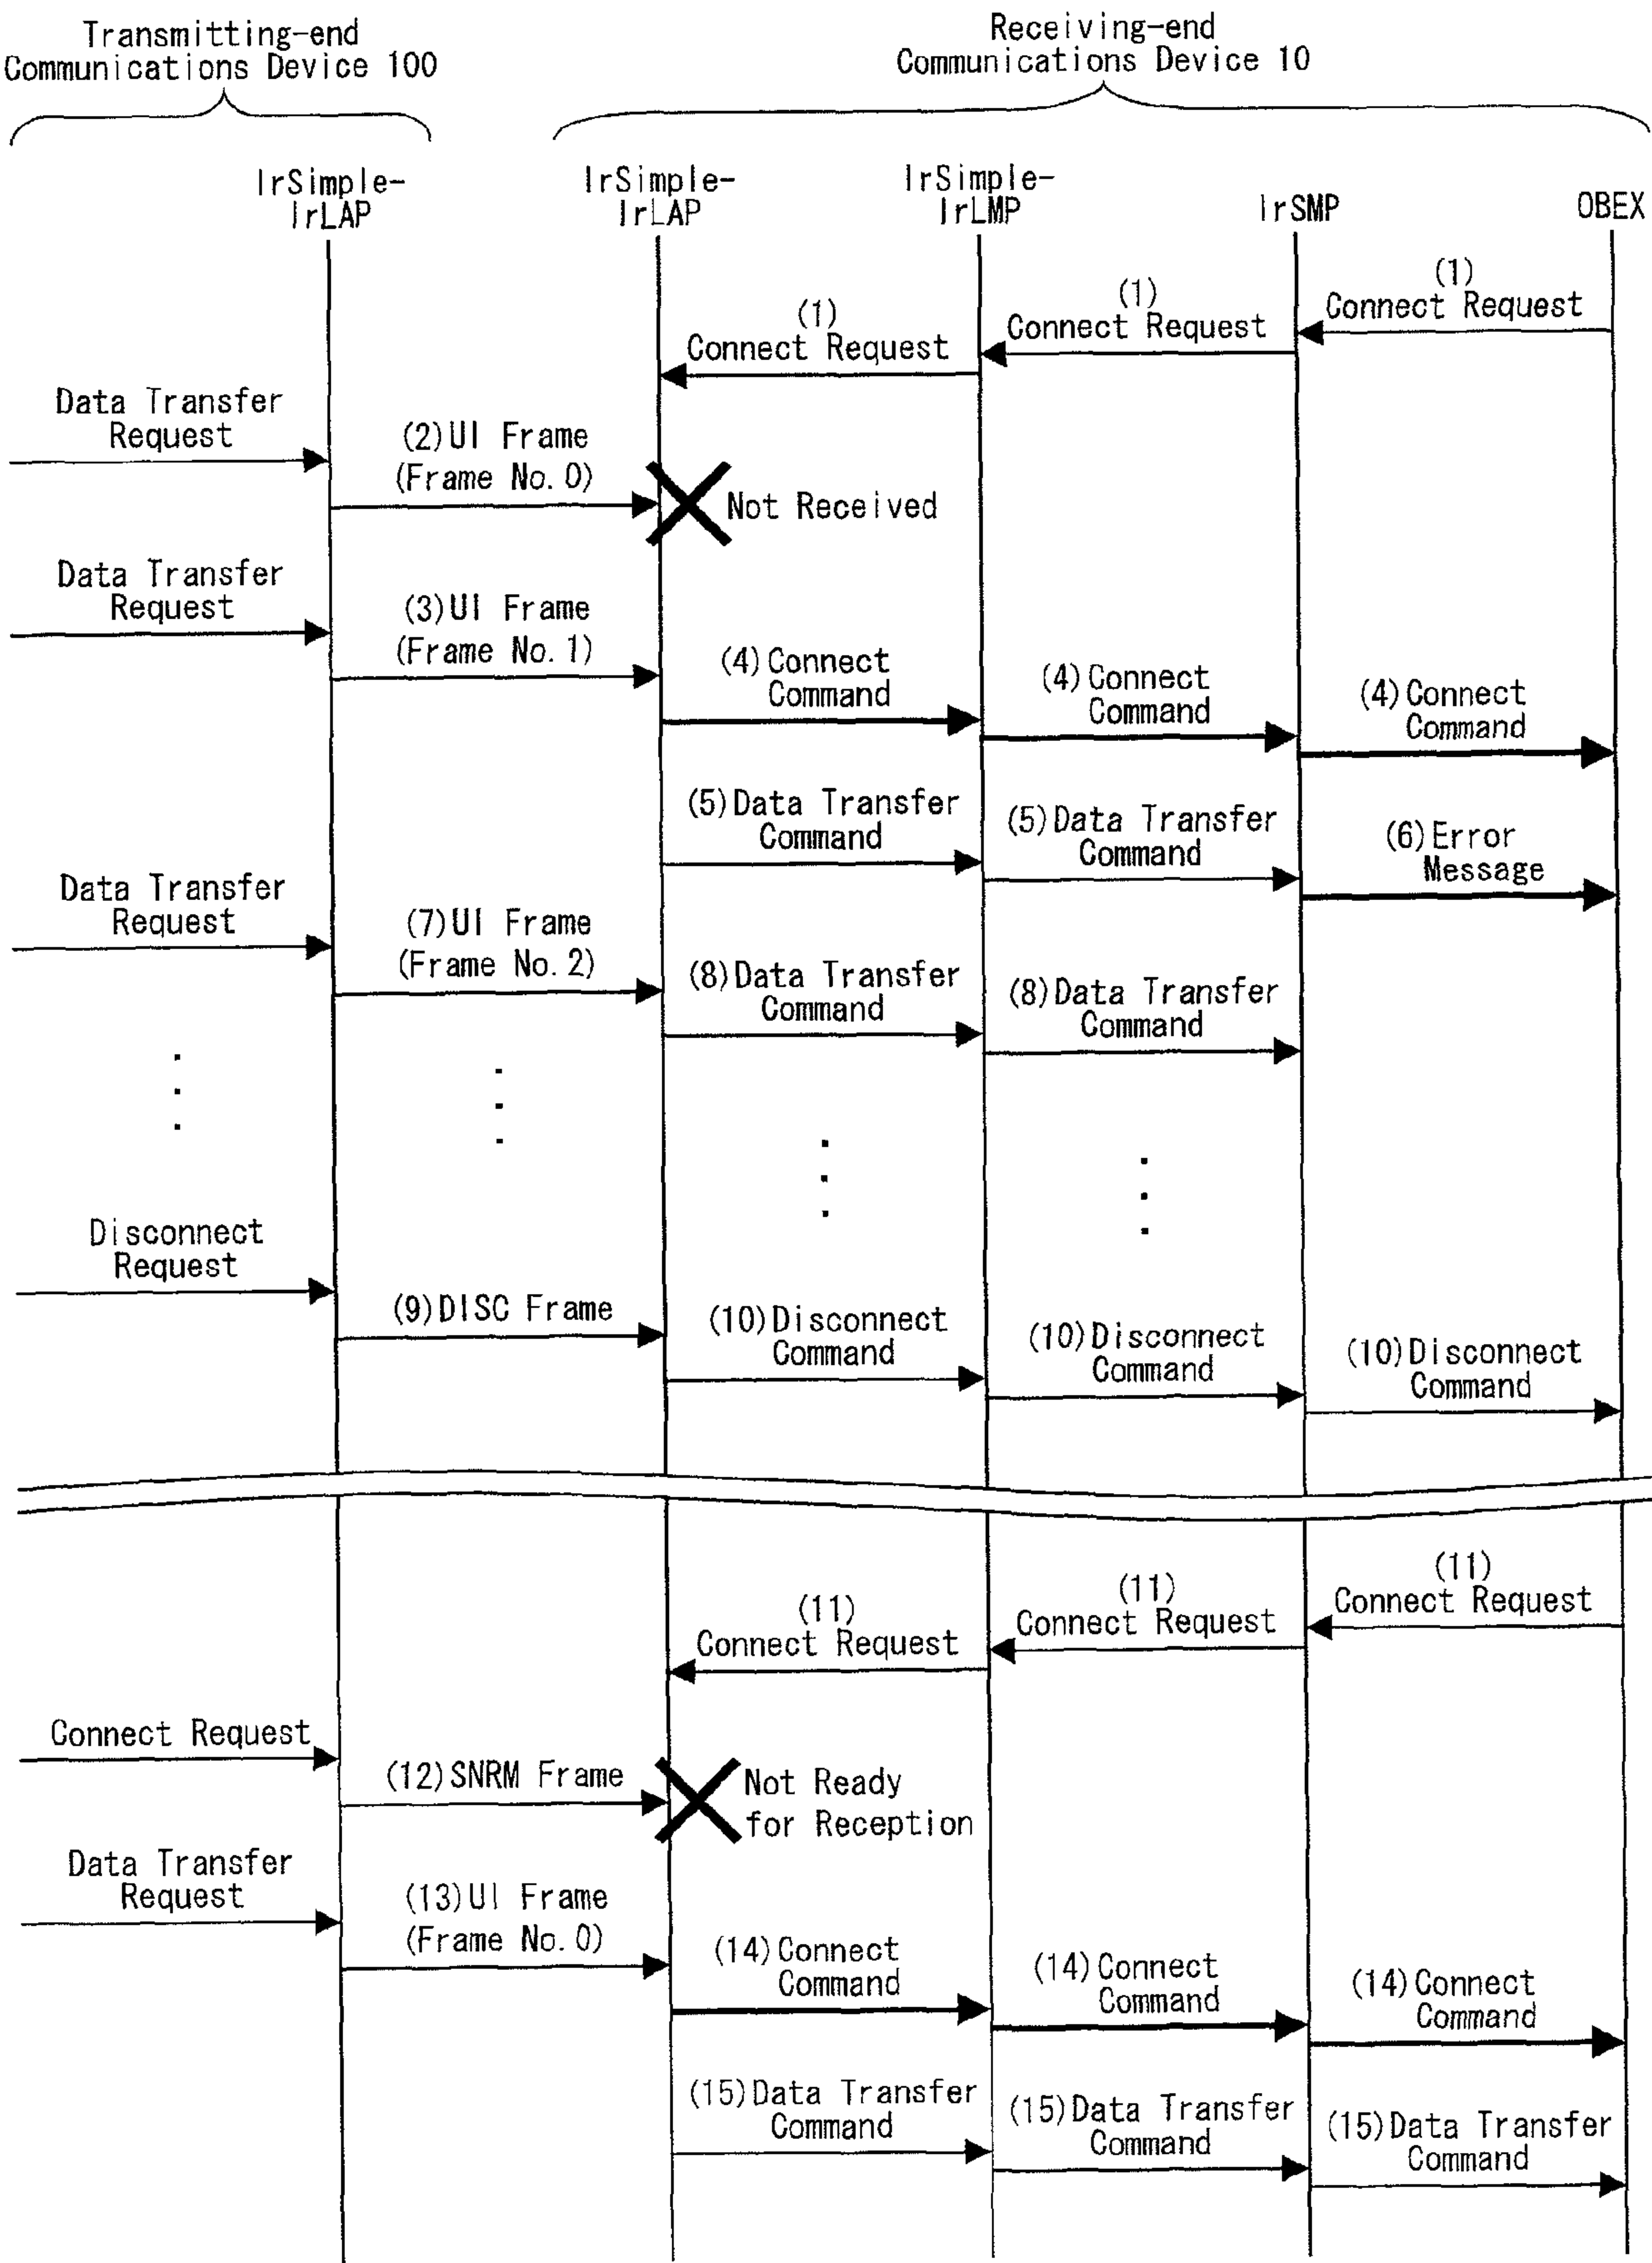 Transmitting-end
Communications Device 100
Receiving-end
Communications Device 10
IrSimple-
IrLAP
IrSimple-
IrLAP
IrSimple-
IrLMP
IrSMP
OBEX
(1)
Connect Request
(1)
Connect Request
(1)
Connect Request
Data Transfer
Request
(2)UI Frame
(Frame No.0)
Not Received
Data Transfer
Request
(3)UI Frame
(Frame No.1)
(4)Connect
Command
(4)Connect
Command
(4)Connect
Command
(5)Data Transfer
Command
(5)Data Transfer
Command
(6)Error
Message
Data Transfer
Request
(7)UI Frame
(Frame No.2)
(8)Data Transfer
Command
(8)Data Transfer
Command
Disconnect
Request
(9)DISC Frame
(10)Disconnect
Command
(10)Disconnect
Command
(10)Disconnect
Command
(11)
Connect Request
(11)
Connect Request
(11)
Connect Request
Connect Request
(12)SNRM Frame
Not Ready
for Reception
Data Transfer
Request
(13)UI Frame
(Frame No.0)
(14)Connect
Command
(14)Connect
Command
(14)Connect
Command
(15)Data Transfer
Command
(15)Data Transfer
Command
(15)Data Transfer
Command